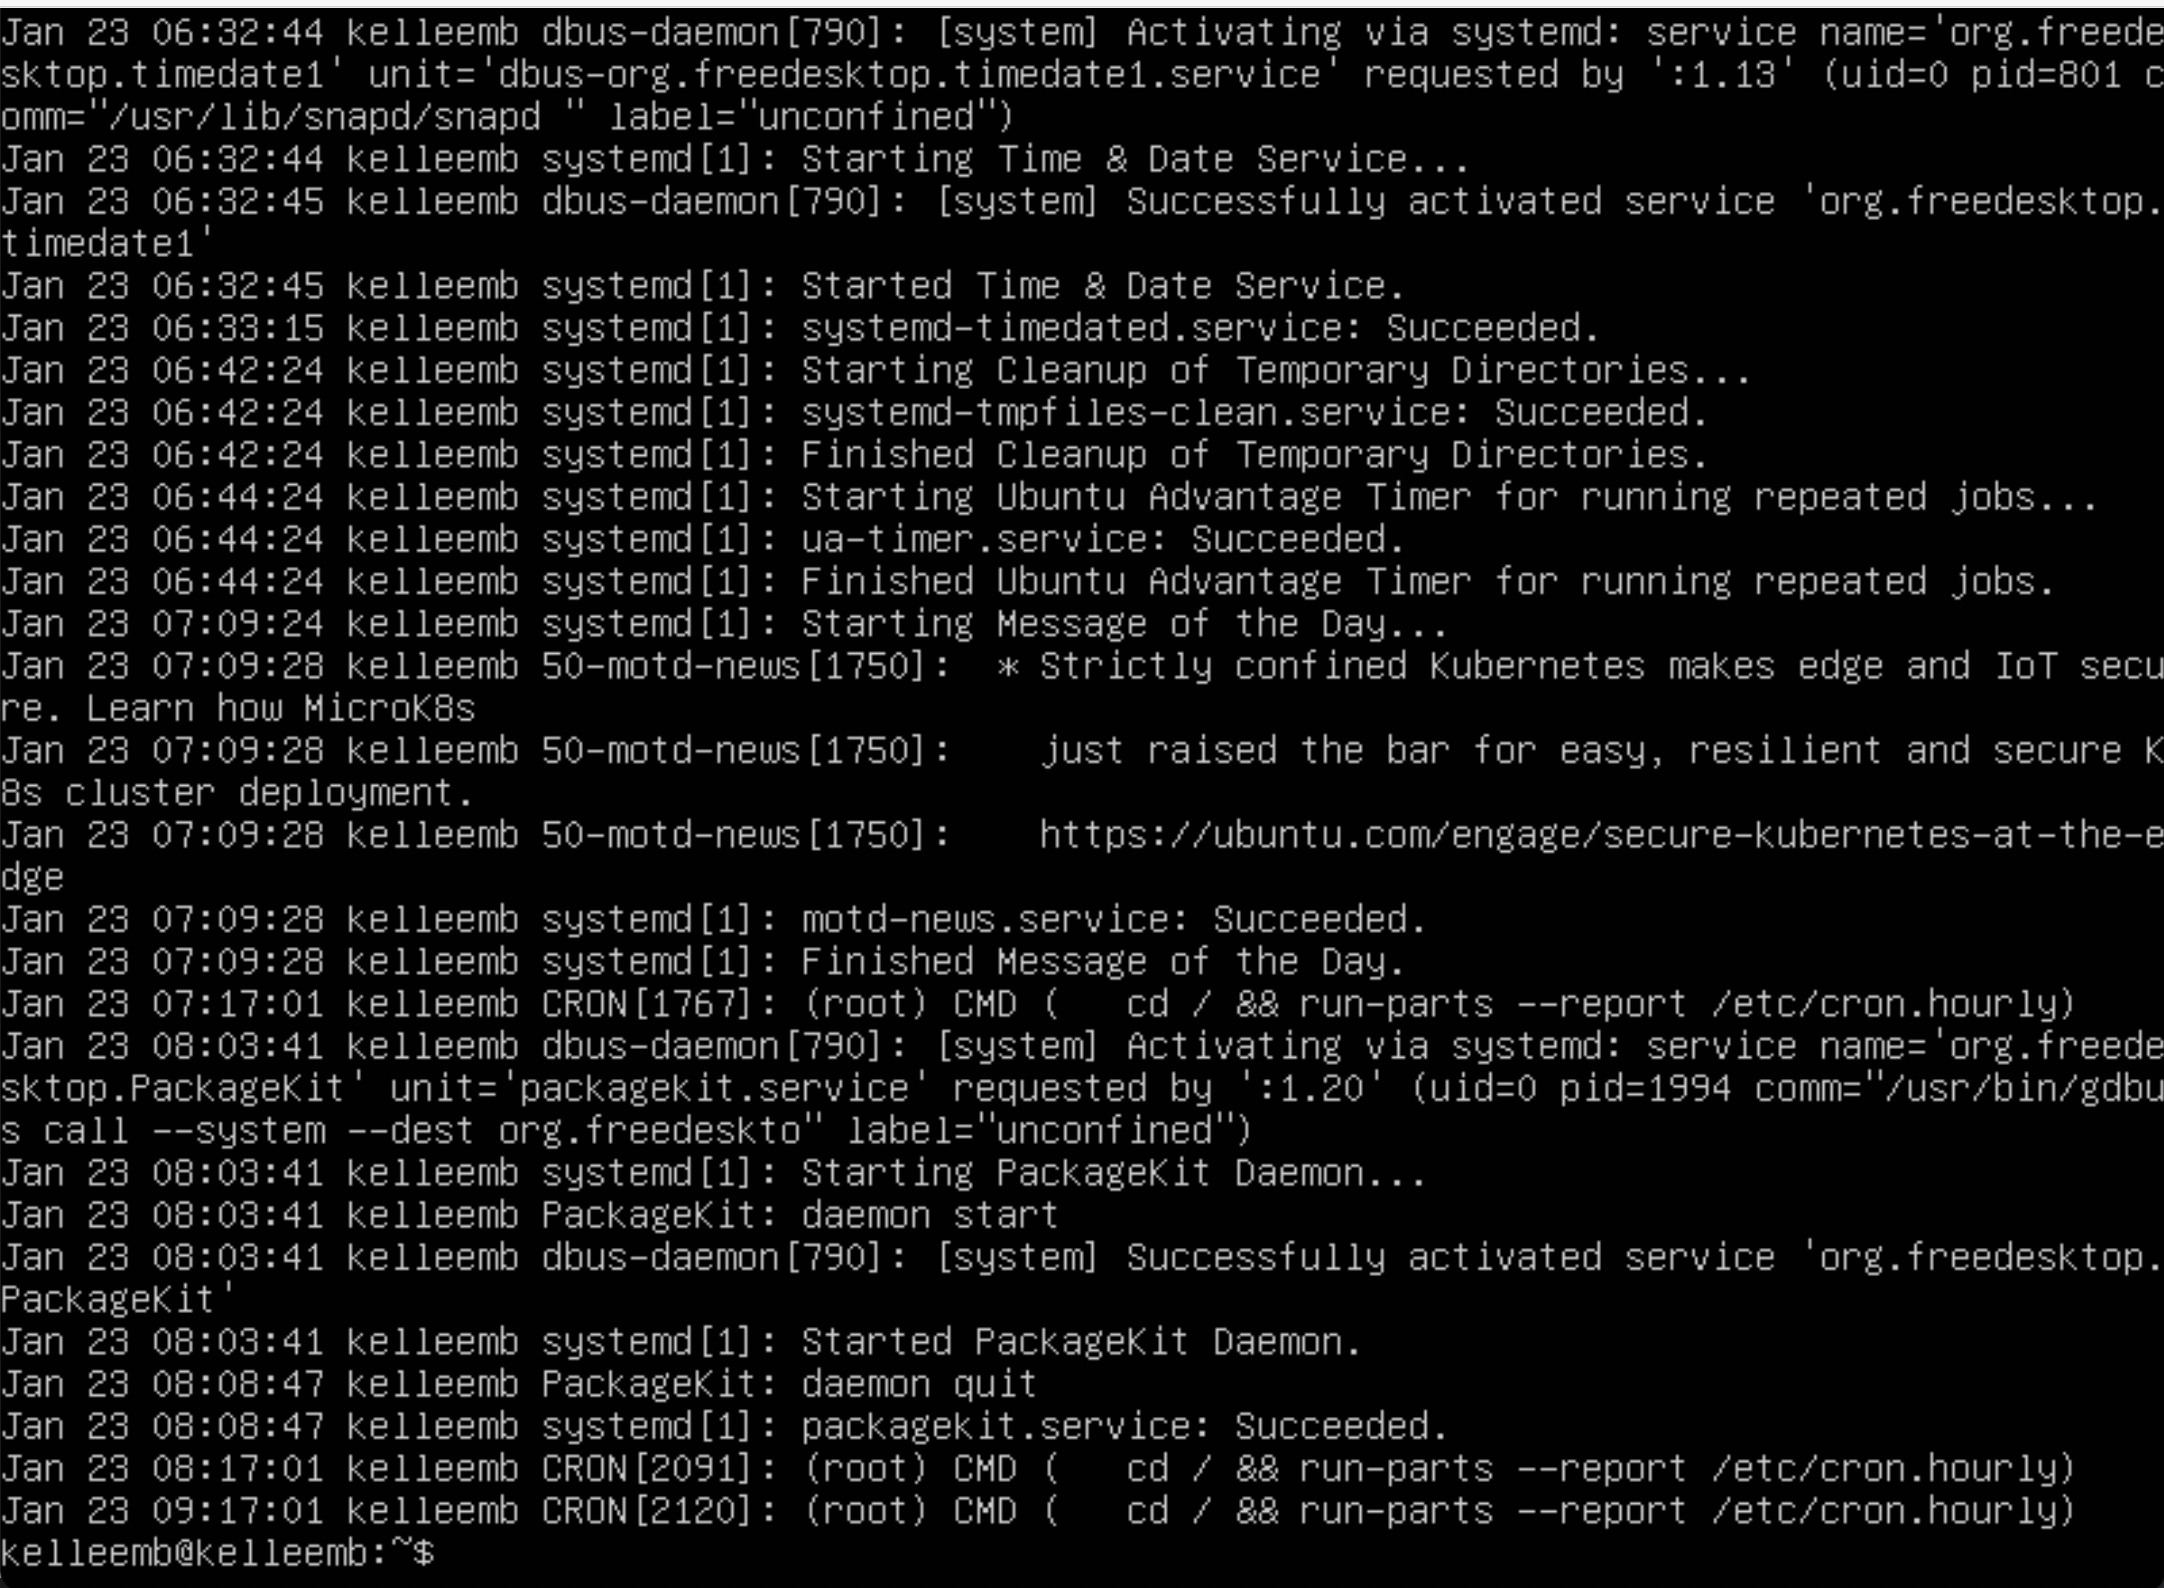 Jan 23 06:32:44 kelleemb dbus-daemon[790]: [system] Activating via systemd: service name='org.freede
sktop.timedate1' unit='dbus-org.freedesktop.timedate1.service' requested by ':1.13' (uid=0 pid=801 c
omm="/usr/lib/snapd/snapd " label="unconfined")
Jan 23 06:32:44 kelleemb systemd[1]: Starting Time & Date Service...
Jan 23 06:32:45 kelleemb dbus-daemon[790]: [system] Successfully activated service 'org.freedesktop.
timedate1'
Jan 23 06:32:45 kelleemb systemd[1]: Started Time & Date Service.
Jan 23 06:33:15 kelleemb systemd[1]: systemd-timedated.service: Succeeded.
Jan 23 06:42:24 kelleemb systemd[1]: Starting Cleanup of Temporary Directories...
Jan 23 06:42:24 kelleemb systemd[1]: systemd-tmpfiles-clean.service: Succeeded.
Jan 23 06:42:24 kelleemb systemd[1]: Finished Cleanup of Temporary Directories.
Jan 23 06:44:24 kelleemb systemd[1]: Starting Ubuntu Advantage Timer for running repeated jobs...
Jan 23 06:44:24 kelleemb systemd[1]: ua-timer.service: Succeeded.
Jan 23 06:44:24 kelleemb systemd[1]: Finished Ubuntu Advantage Timer for running repeated jobs.
Jan 23 07:09:24 kelleemb systemd[1]: Starting Message of the Day...
Jan 23 07:09:28 kelleemb 50-motd-news[1750]:  * Strictly confined Kubernetes makes edge and IoT secu
re. Learn how MicroK8s
Jan 23 07:09:28 kelleemb 50-motd-news[1750]:    just raised the bar for easy, resilient and secure K
8s cluster deployment.
Jan 23 07:09:28 kelleemb 50-motd-news[1750]:    https://ubuntu.com/engage/secure-kubernetes-at-the-e
dge
Jan 23 07:09:28 kelleemb systemd[1]: motd-news.service: Succeeded.
Jan 23 07:09:28 kelleemb systemd[1]: Finished Message of the Day.
Jan 23 07:17:01 kelleemb CRON[1767]: (root) CMD (   cd / && run-parts --report /etc/cron.hourly)
Jan 23 08:03:41 kelleemb dbus-daemon[790]: [system] Activating via systemd: service name='org.freede
sktop.PackageKit' unit='packagekit.service' requested by ':1.20' (uid=0 pid=1994 comm="/usr/bin/gdbu
s call --system --dest org.freedeskto" label="unconfined")
Jan 23 08:03:41 kelleemb systemd[1]: Starting PackageKit Daemon...
Jan 23 08:03:41 kelleemb PackageKit: daemon start
Jan 23 08:03:41 kelleemb dbus-daemon[790]: [system] Successfully activated service 'org.freedesktop.
PackageKit'
Jan 23 08:03:41 kelleemb systemd[1]: Started PackageKit Daemon.
Jan 23 08:08:47 kelleemb PackageKit: daemon quit
Jan 23 08:08:47 kelleemb systemd[1]: packagekit.service: Succeeded.
Jan 23 08:17:01 kelleemb CRON[2091]: (root) CMD (   cd / && run-parts --report /etc/cron.hourly)
Jan 23 09:17:01 kelleemb CRON[2120]: (root) CMD (   cd / && run-parts --report /etc/cron.hourly)
kelleemb@kelleemb:~$